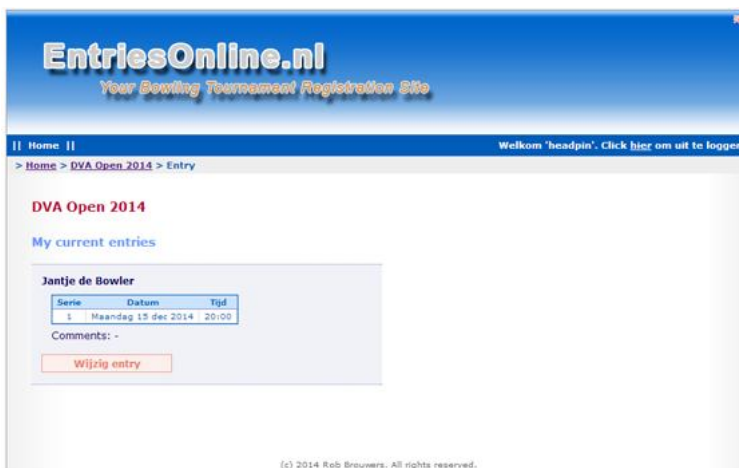 EntriesOnline.nl
Your Bowling Tournament Registration Site
|| Home ||
Welkom 'headpin'. Click hier om uit te logger
> Home > DVA Open 2014 > Entry
DVA Open 2014
My current entries
Jantje de Bowler
Serie Datum Tijd
1 Maandag 15 dec 2014 20:00
Comments: -
Wijzig entry
(c) 2014 Rob Brouwers. All rights reserved.